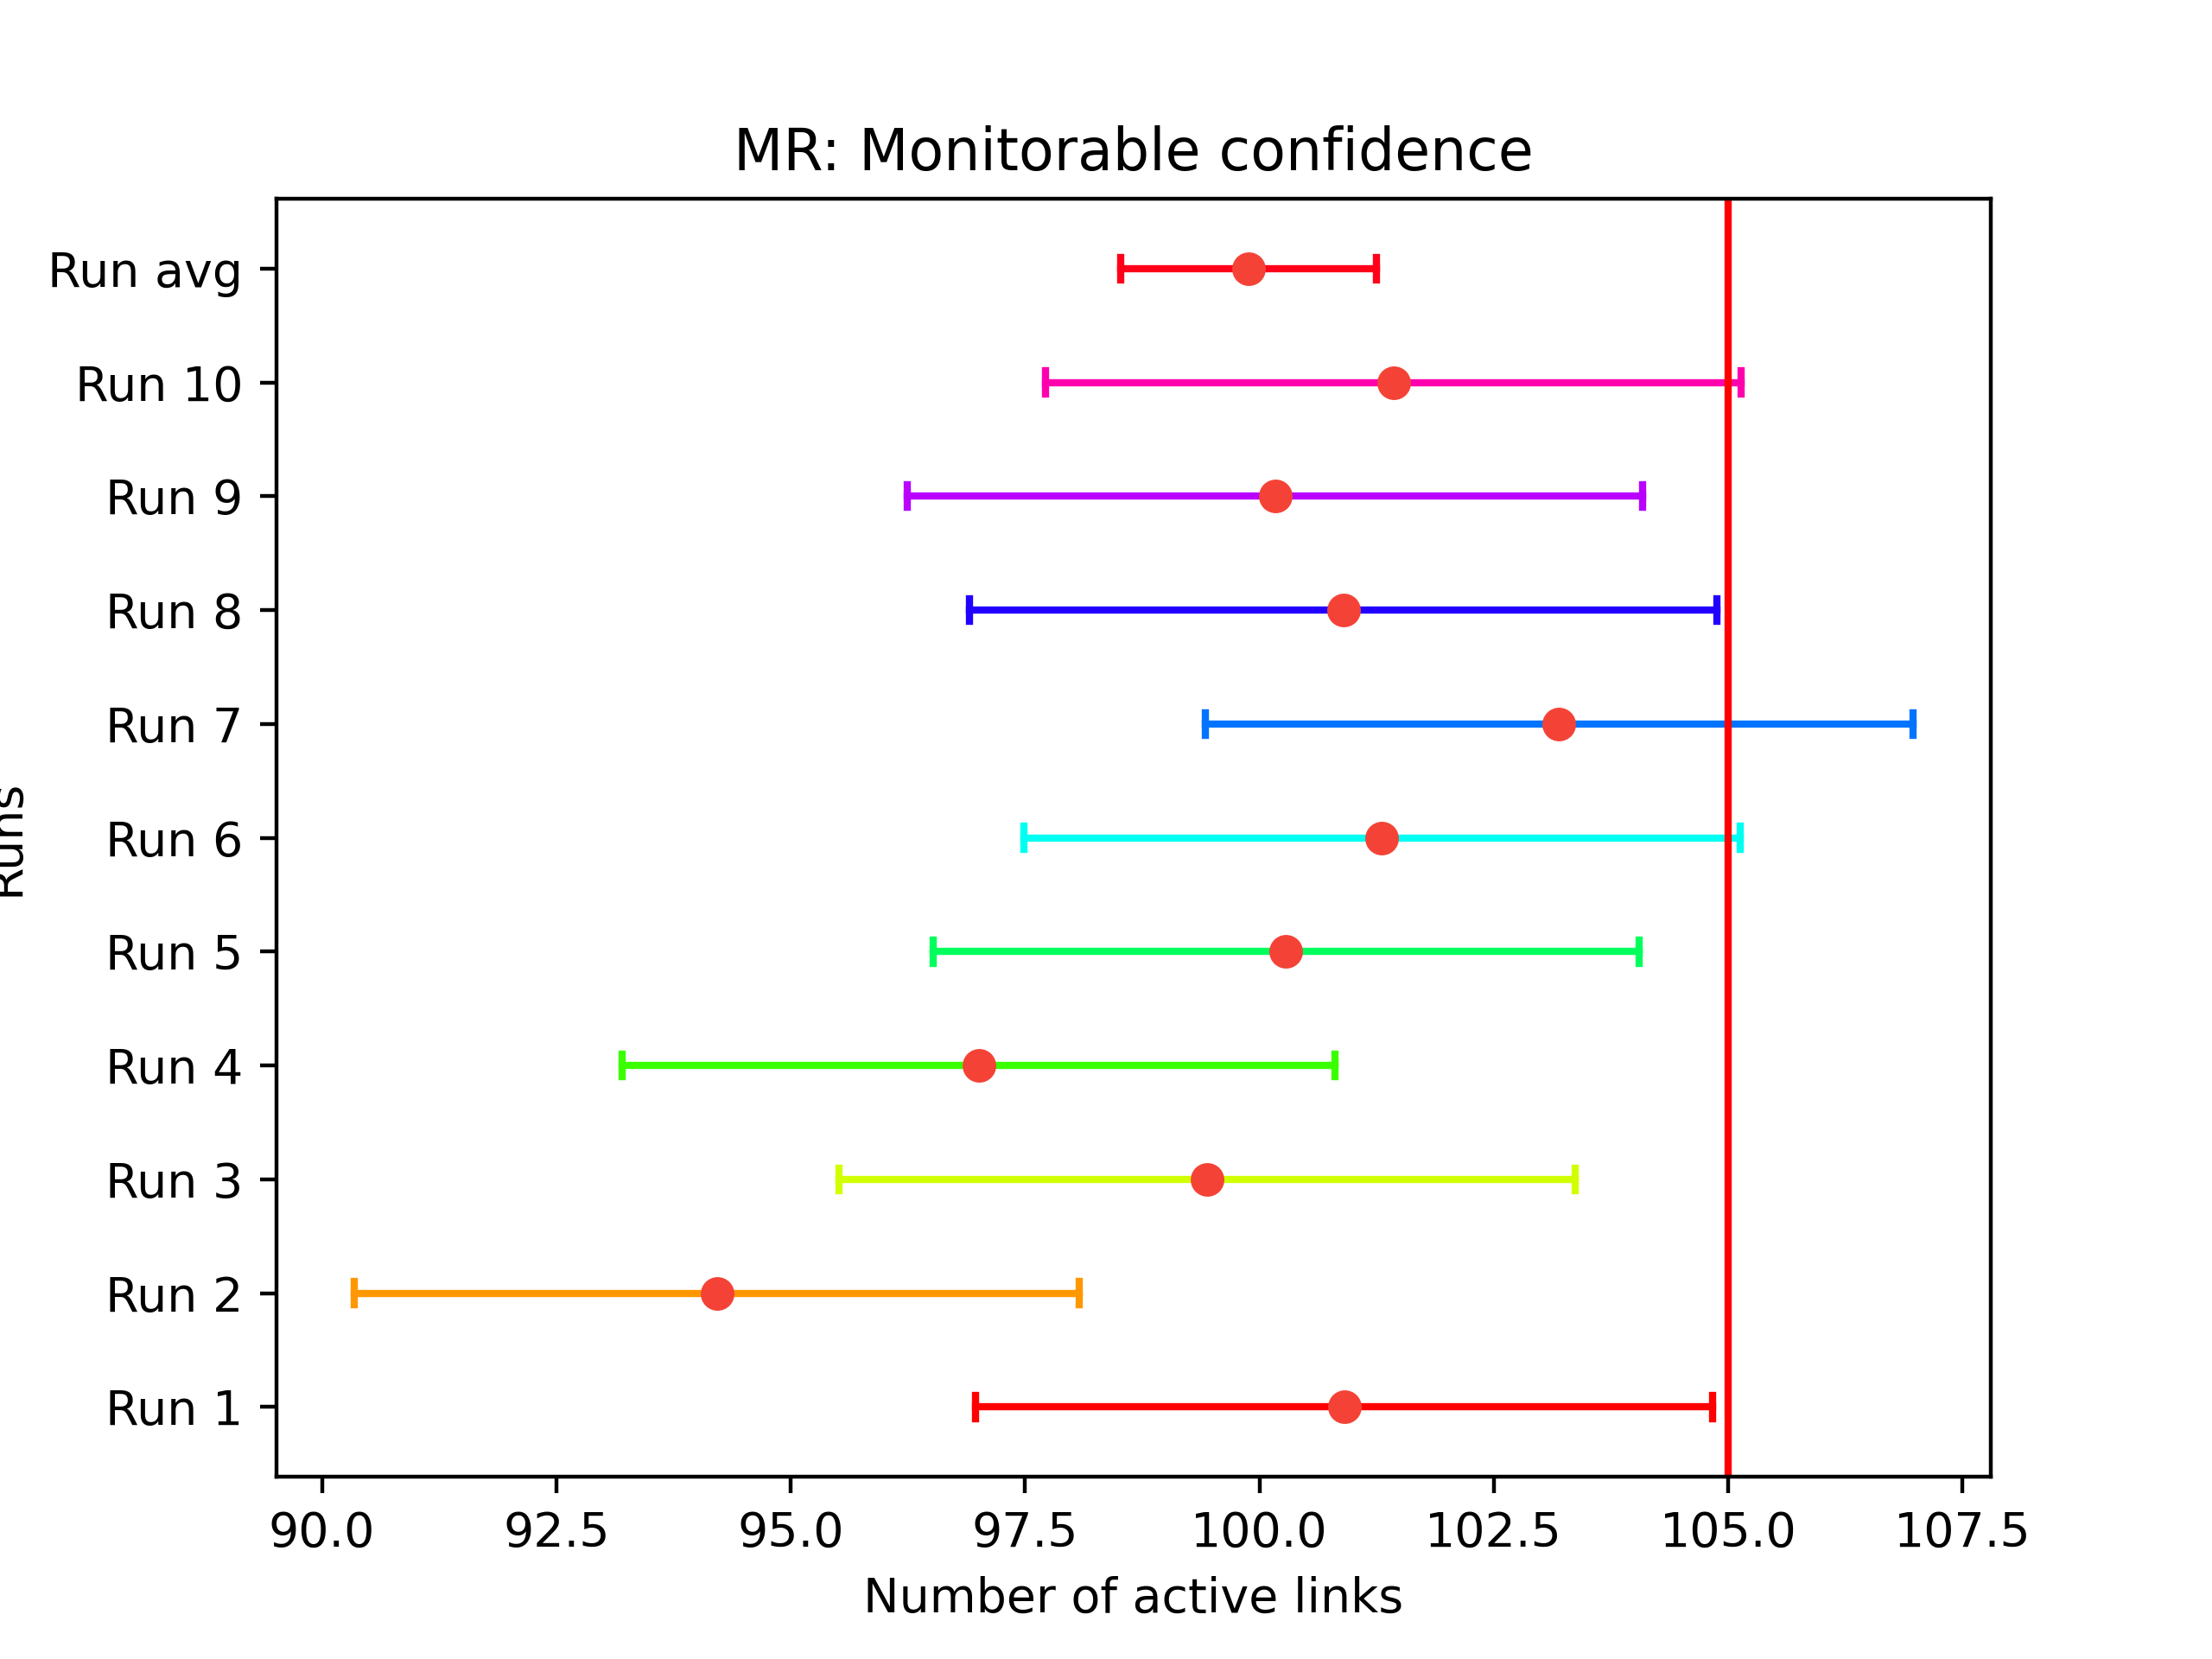 MR: Monitorable confidence
Run avg
Run 10
Run 9
Run 8
Run 7
Run 6
Run 5
Run 4
Run 3
Run 2
Run 1
Runs
90.0 92.5 95.0 97.5 100.0 102.5 105.0 107.5
Number of active links